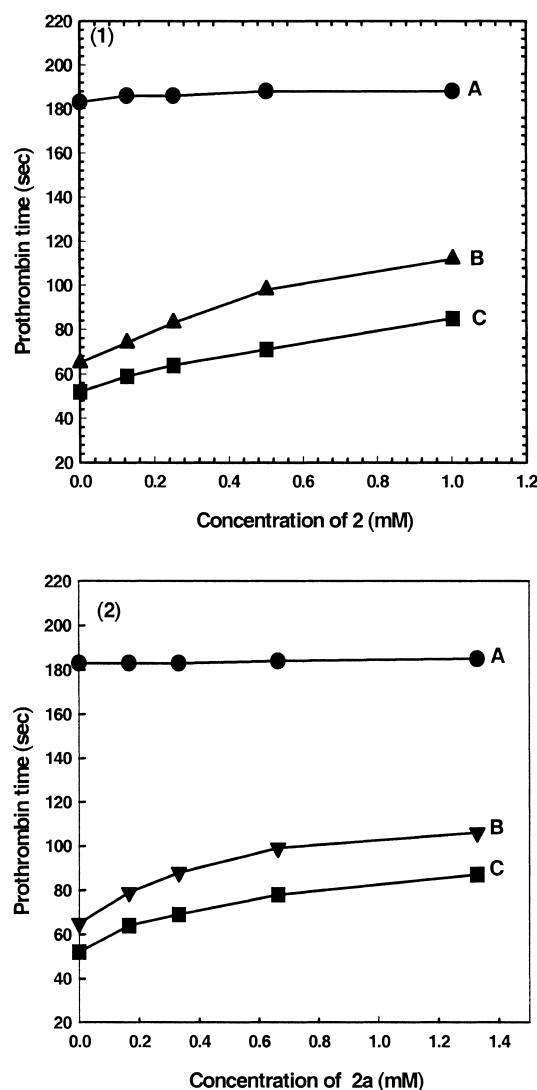 (1)
220
200
180
160
140
120
100
80
60
40
20
Prothrombin time (sec)
A
B
C
0.0 0.2 0.4 0.6 0.8 1.0 1.2
Concentration of 2 (mM)
(2)
220
200
180
160
140
120
100
80
60
40
20
Prothrombin time (sec)
A
B
C
0.0 0.2 0.4 0.6 0.8 1.0 1.2 1.4
Concentration of 2a (mM)